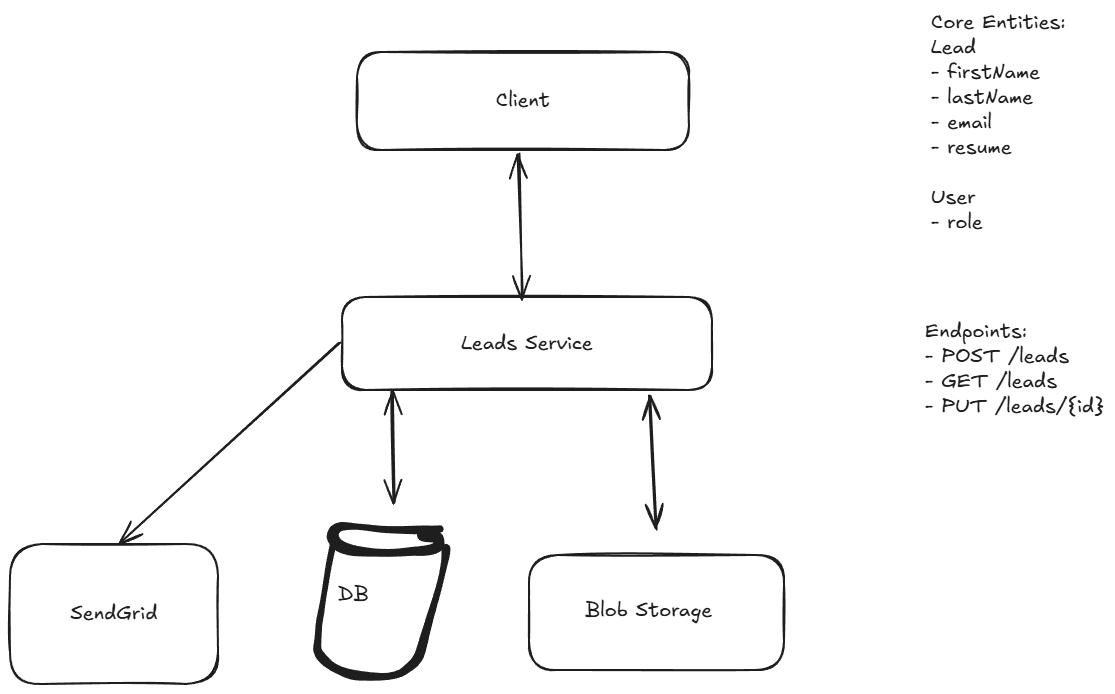 Client
Leads Service
SendGrid
DB
Blob Storage
Core Entities:
Lead
- firstName
- lastName
- email
- resume
User
- role
Endpoints:
- POST /leads
- GET /leads
- PUT /leads/{id}